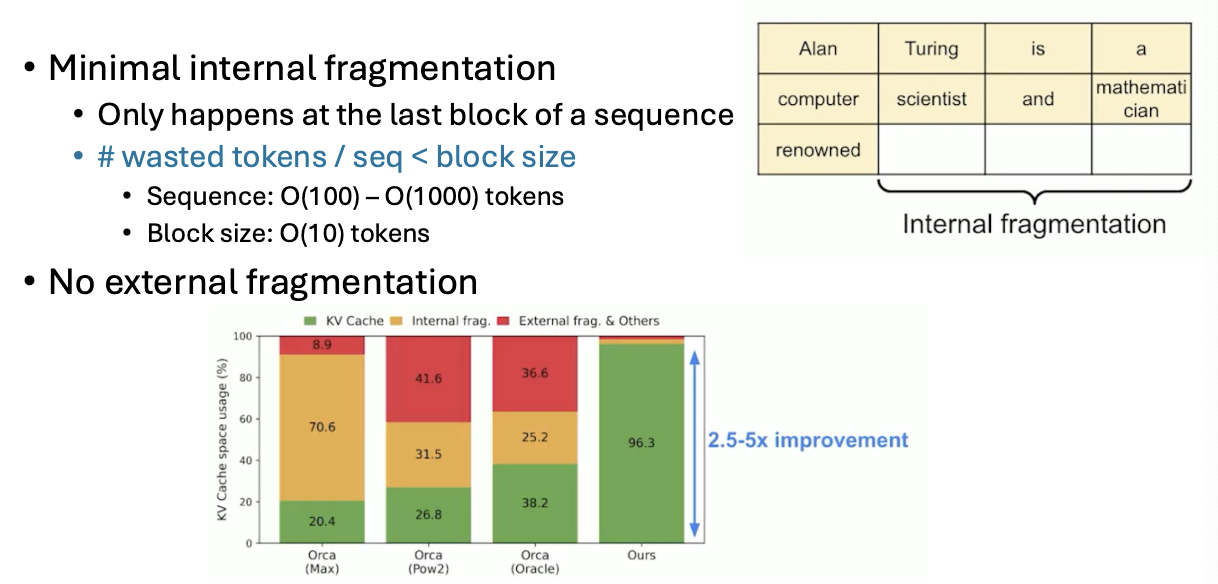 • Minimal internal fragmentation
• Only happens at the last block of a sequence
• # wasted tokens / seq < block size
• Sequence: O(100) – O(1000) tokens
• Block size: O(10) tokens
• No external fragmentation
Alan Turing is a
computer scientist and mathemati
cian
renowned
Internal fragmentation
KV Cache Internal frag. External frag. & Others
KV Cache space usage (%)
100
80
60
40
20
0
8.9
70.6
20.4
41.6
31.5
26.8
36.6
25.2
38.2
96.3
2.5-5x improvement
Orca
(Max)
Orca
(Pow2)
Orca
(Oracle)
Ours